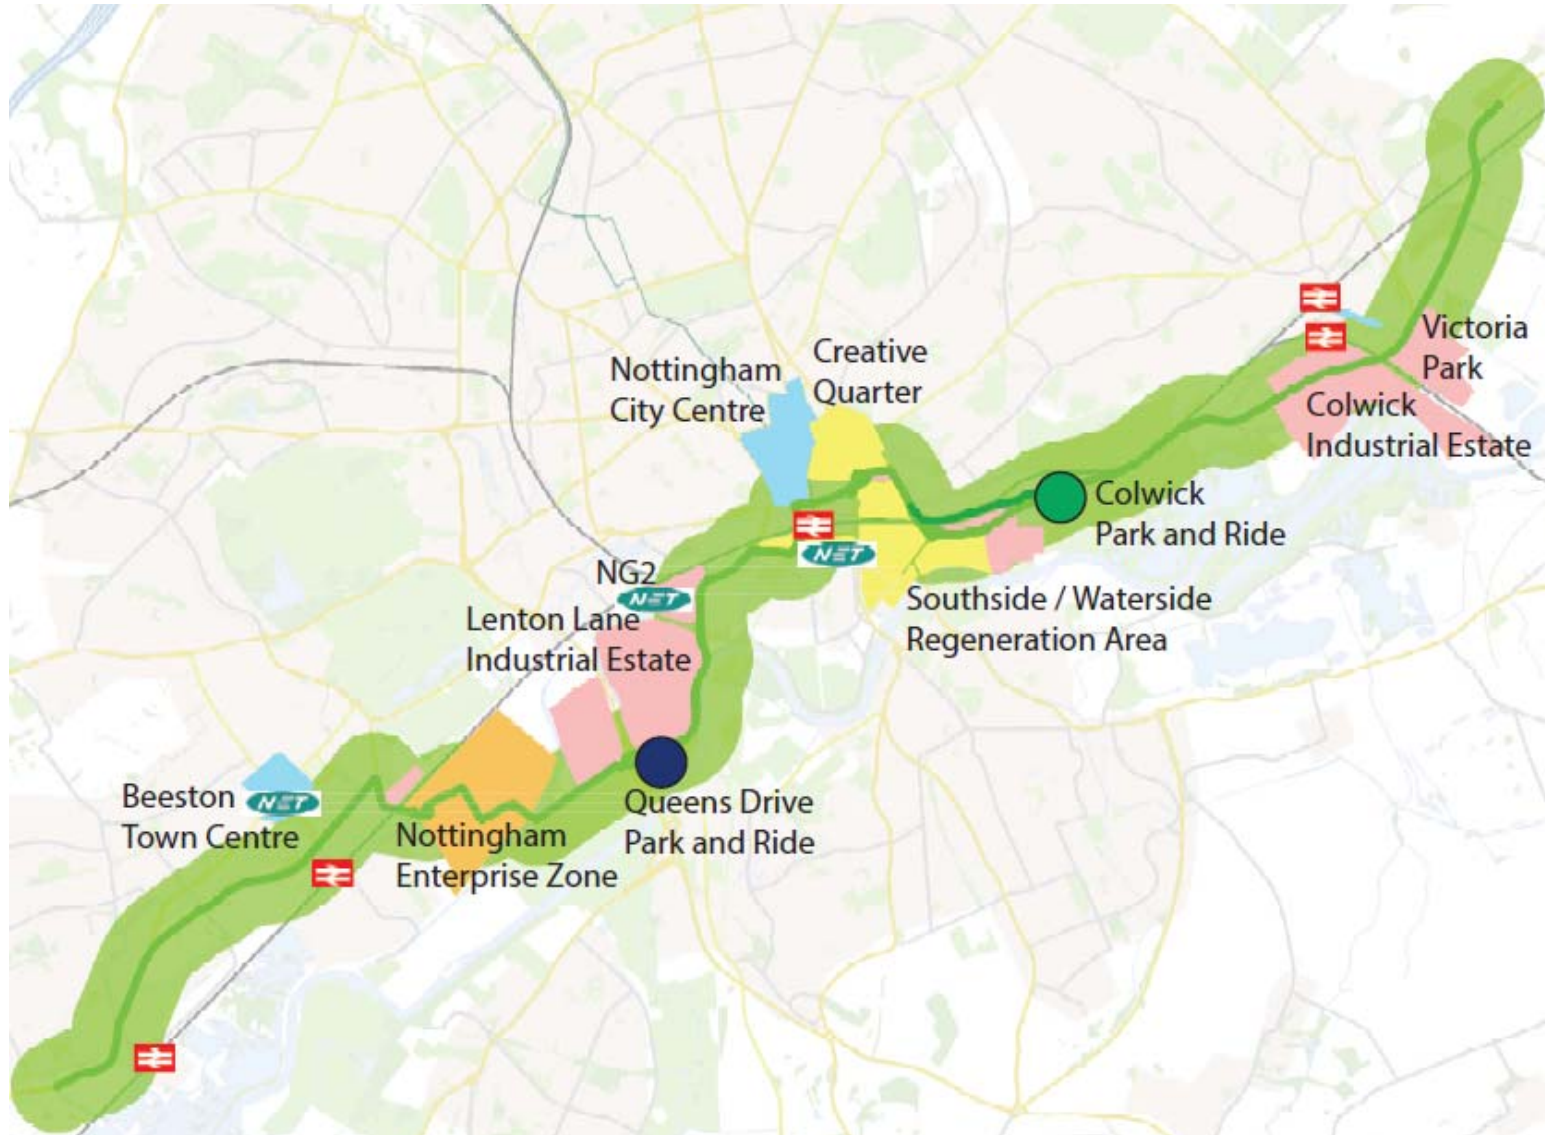 Victoria
Park
Creative
Quarter
Nottingham
City Centre
Colwick
Industrial Estate
Colwick
Park and Ride
NET
NG2
NET
Lenton Lane
Industrial Estate
Southside / Waterside
Regeneration Area
Beeston
Town Centre
NET
Queens Drive
Park and Ride
Nottingham
Enterprise Zone